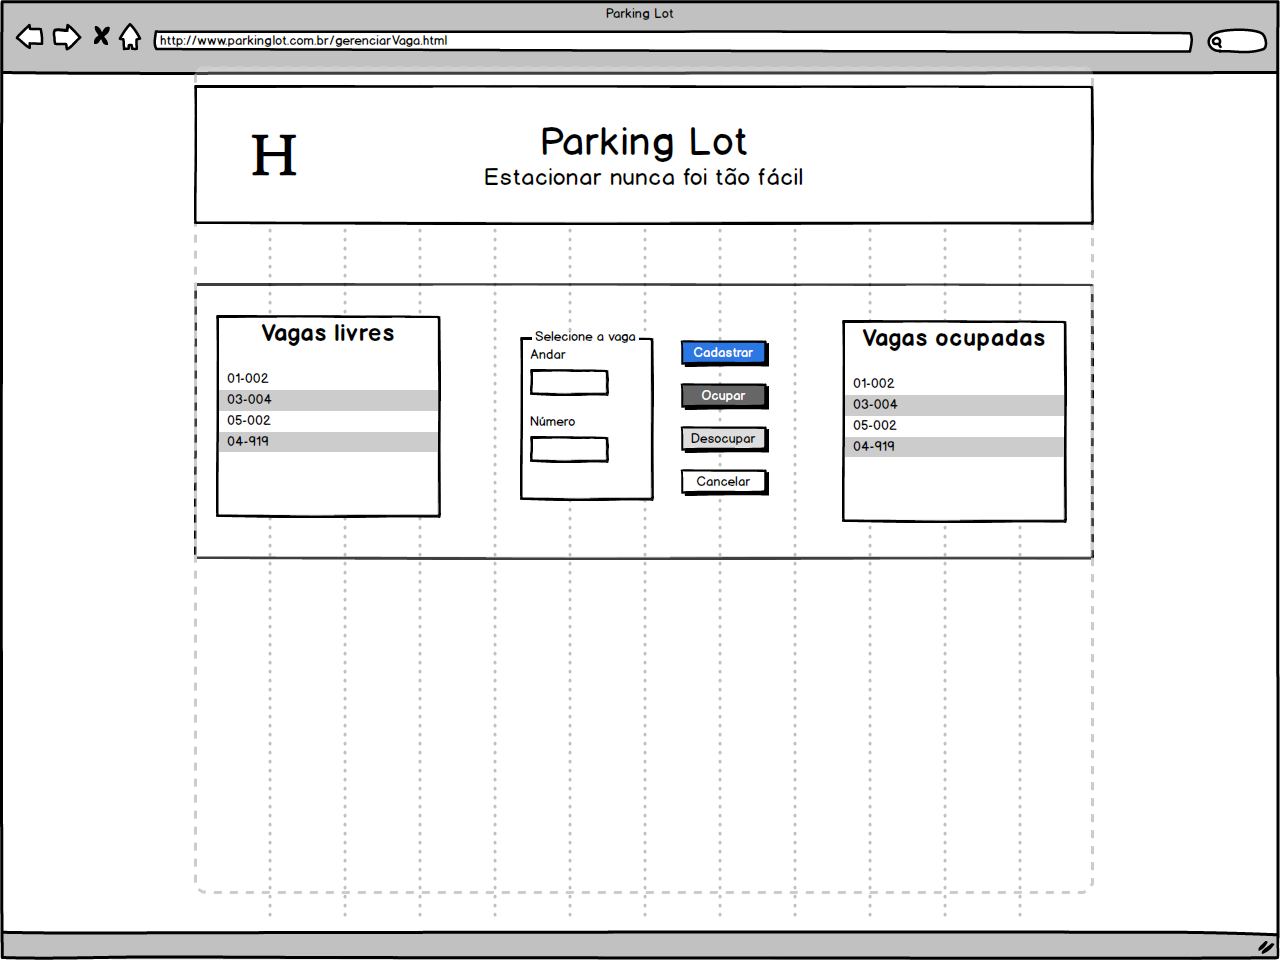 Parking Lot
http://www.parkinglot.com.br/gerenciarVaga.html
H
Parking Lot
Estacionar nunca foi tão fácil
Vagas livres
01-002
03-004
05-002
04-919
Selecione a vaga
Andar
Número
Cadastrar
Ocupar
Desocupar
Cancelar
Vagas ocupadas
01-002
03-004
05-002
04-919